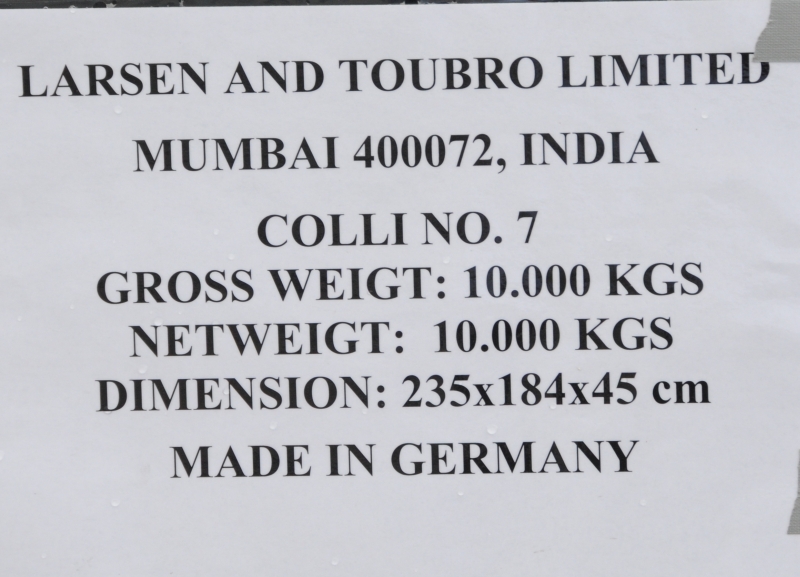 LARSEN AND TOUBRO LIMITED
MUMBAI 400072, INDIA
COLLI NO. 7
GROSS WEIGT: 10.000 KGS
NETWEIGT: 10.000 KGS
DIMENSION: 235x184x45 cm
MADE IN GERMANY